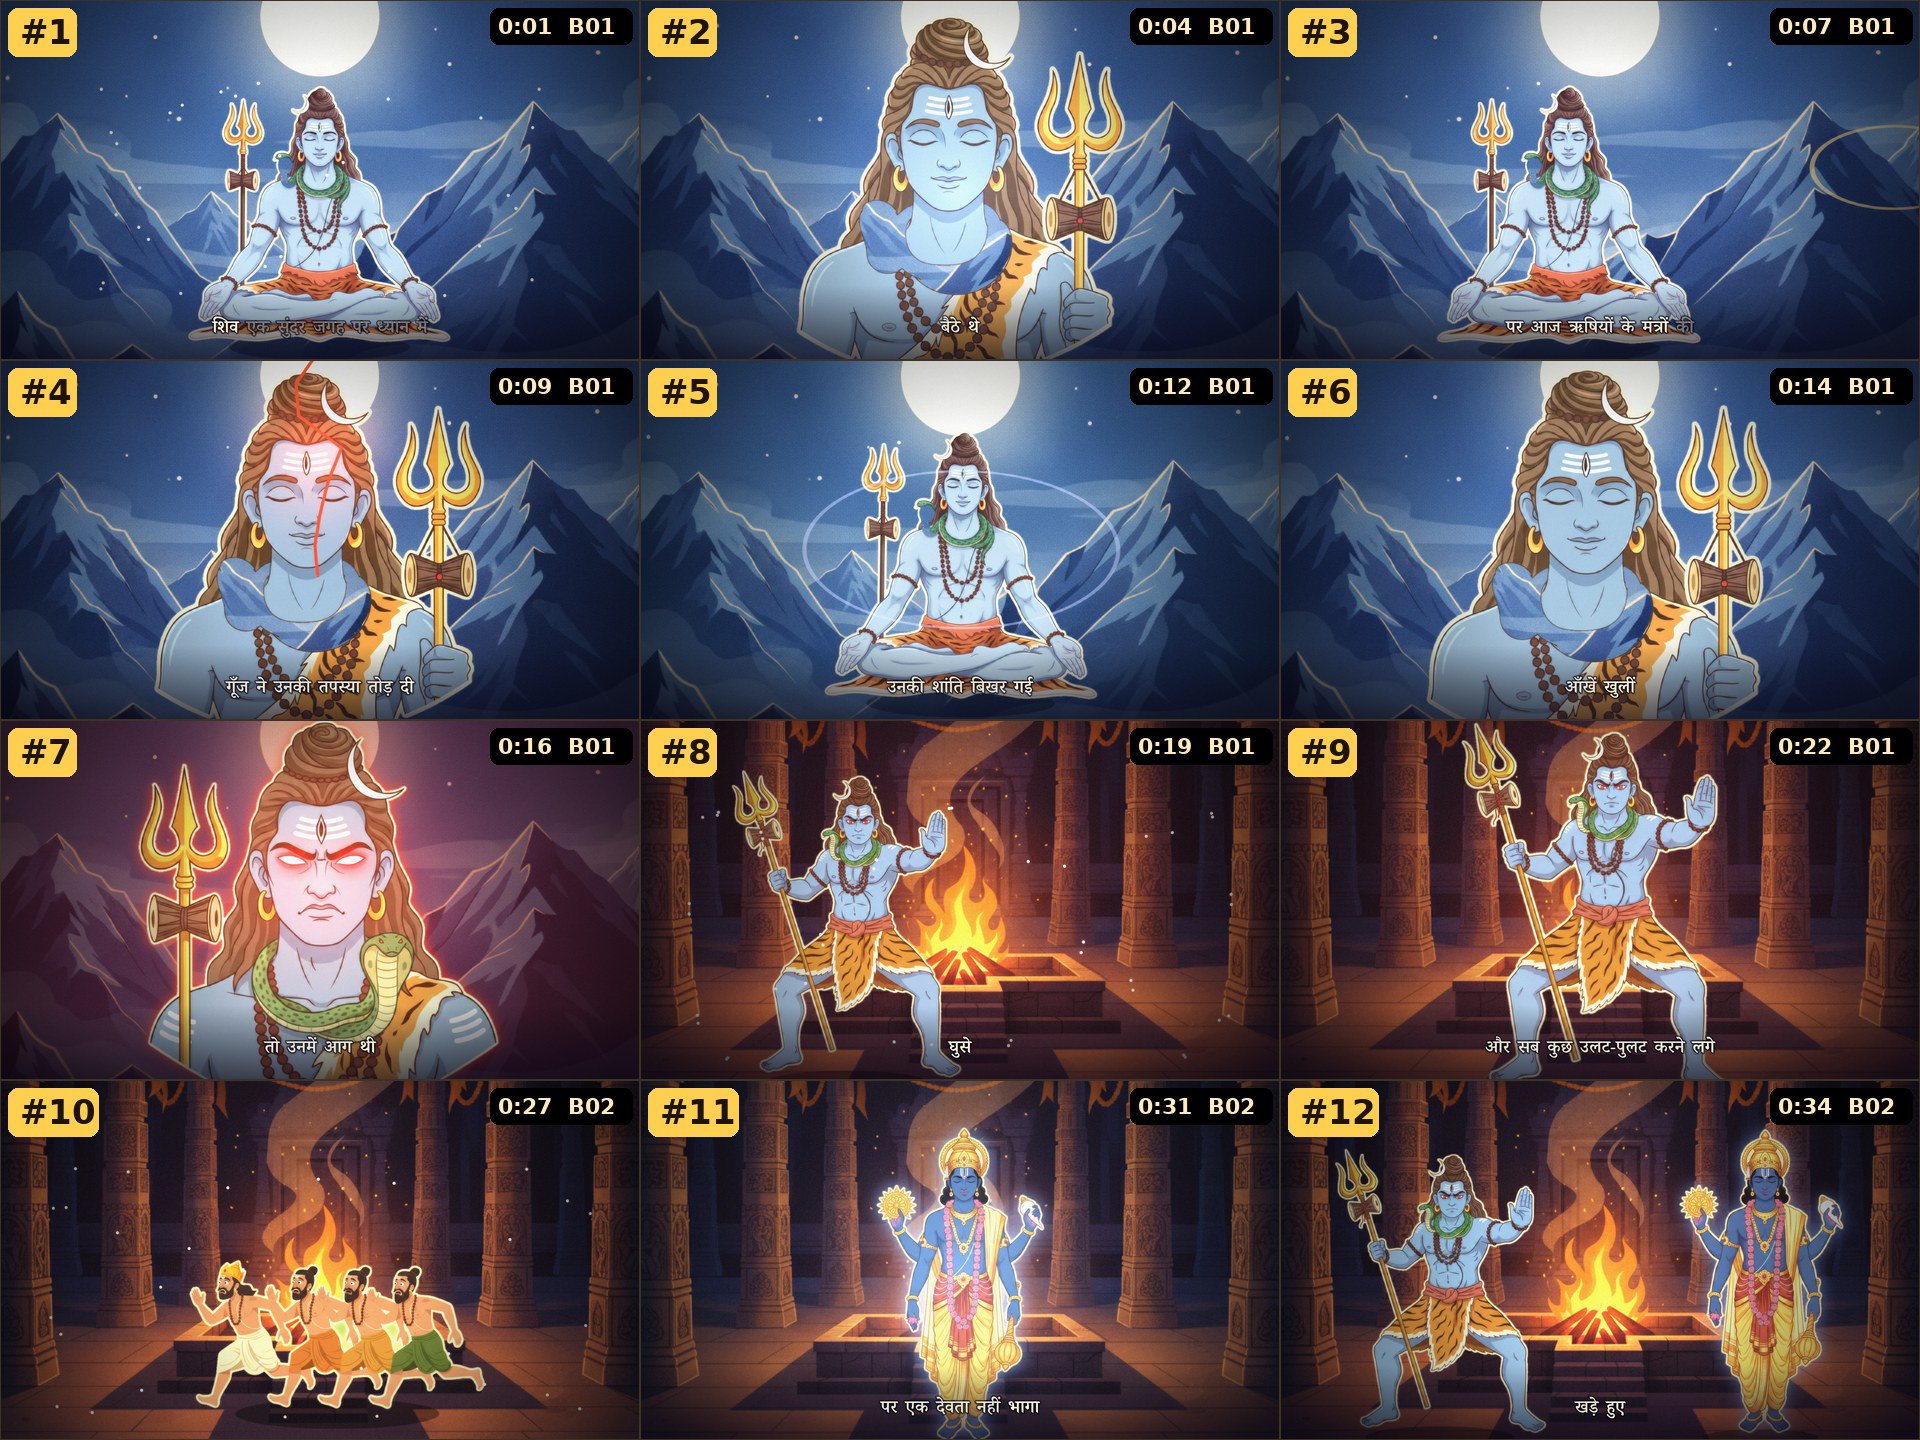 #1
0:01 B01
शिव एक सुंदर जगह पर ध्यान में
#2
0:04 B01
बैठे थे
#3
0:07 B01
पर आज ऋषियों के मंत्रों की
#4
0:09 B01
गूँज ने उनकी तपस्या तोड़ दी
#5
0:12 B01
उनकी शांति बिखर गई
#6
0:14 B01
आँखें खुलीं
#7
0:16 B01
तो उनमें आग थी
#8
0:19 B01
घुसे
#9
0:22 B01
और सब कुछ उलट-पुलट करने लगे
#10
0:27 B02
#11
0:31 B02
पर एक देवता नहीं भागा
#12
0:34 B02
खड़े हुए